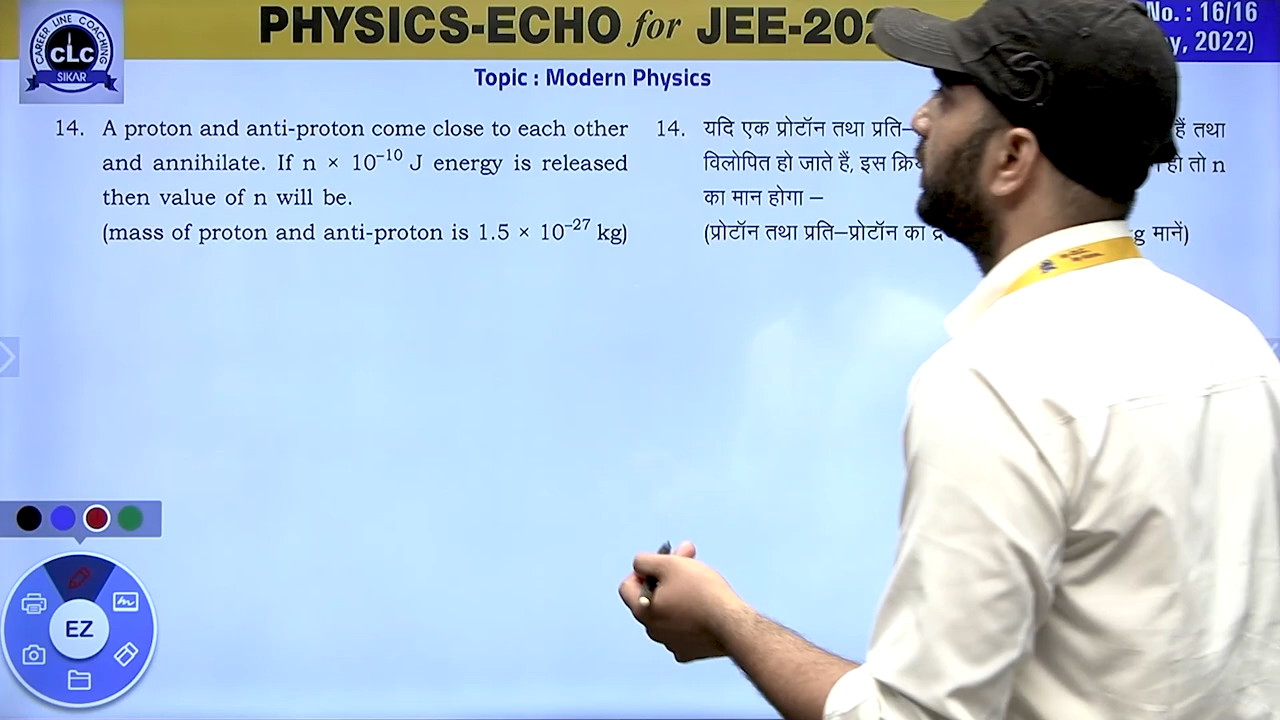 PHYSICS-ECHO for JEE-202
No. : 16/16
2022)
CAREER LINE COACHING
CLC
SIKAR
Topic : Modern Physics
14. A proton and anti-proton come close to each other
and annihilate. If n × 10⁻¹⁰ J energy is released
then value of n will be.
(mass of proton and anti-proton is 1.5 × 10⁻²⁷ kg)
14. यदि एक प्रोटॉन तथा प्रति– हैं तथा
विलोपित हो जाते हैं, इस हो तो n
का मान होगा –
(प्रोटॉन तथा प्रति–प्रोटॉन का kg मानें)
EZ